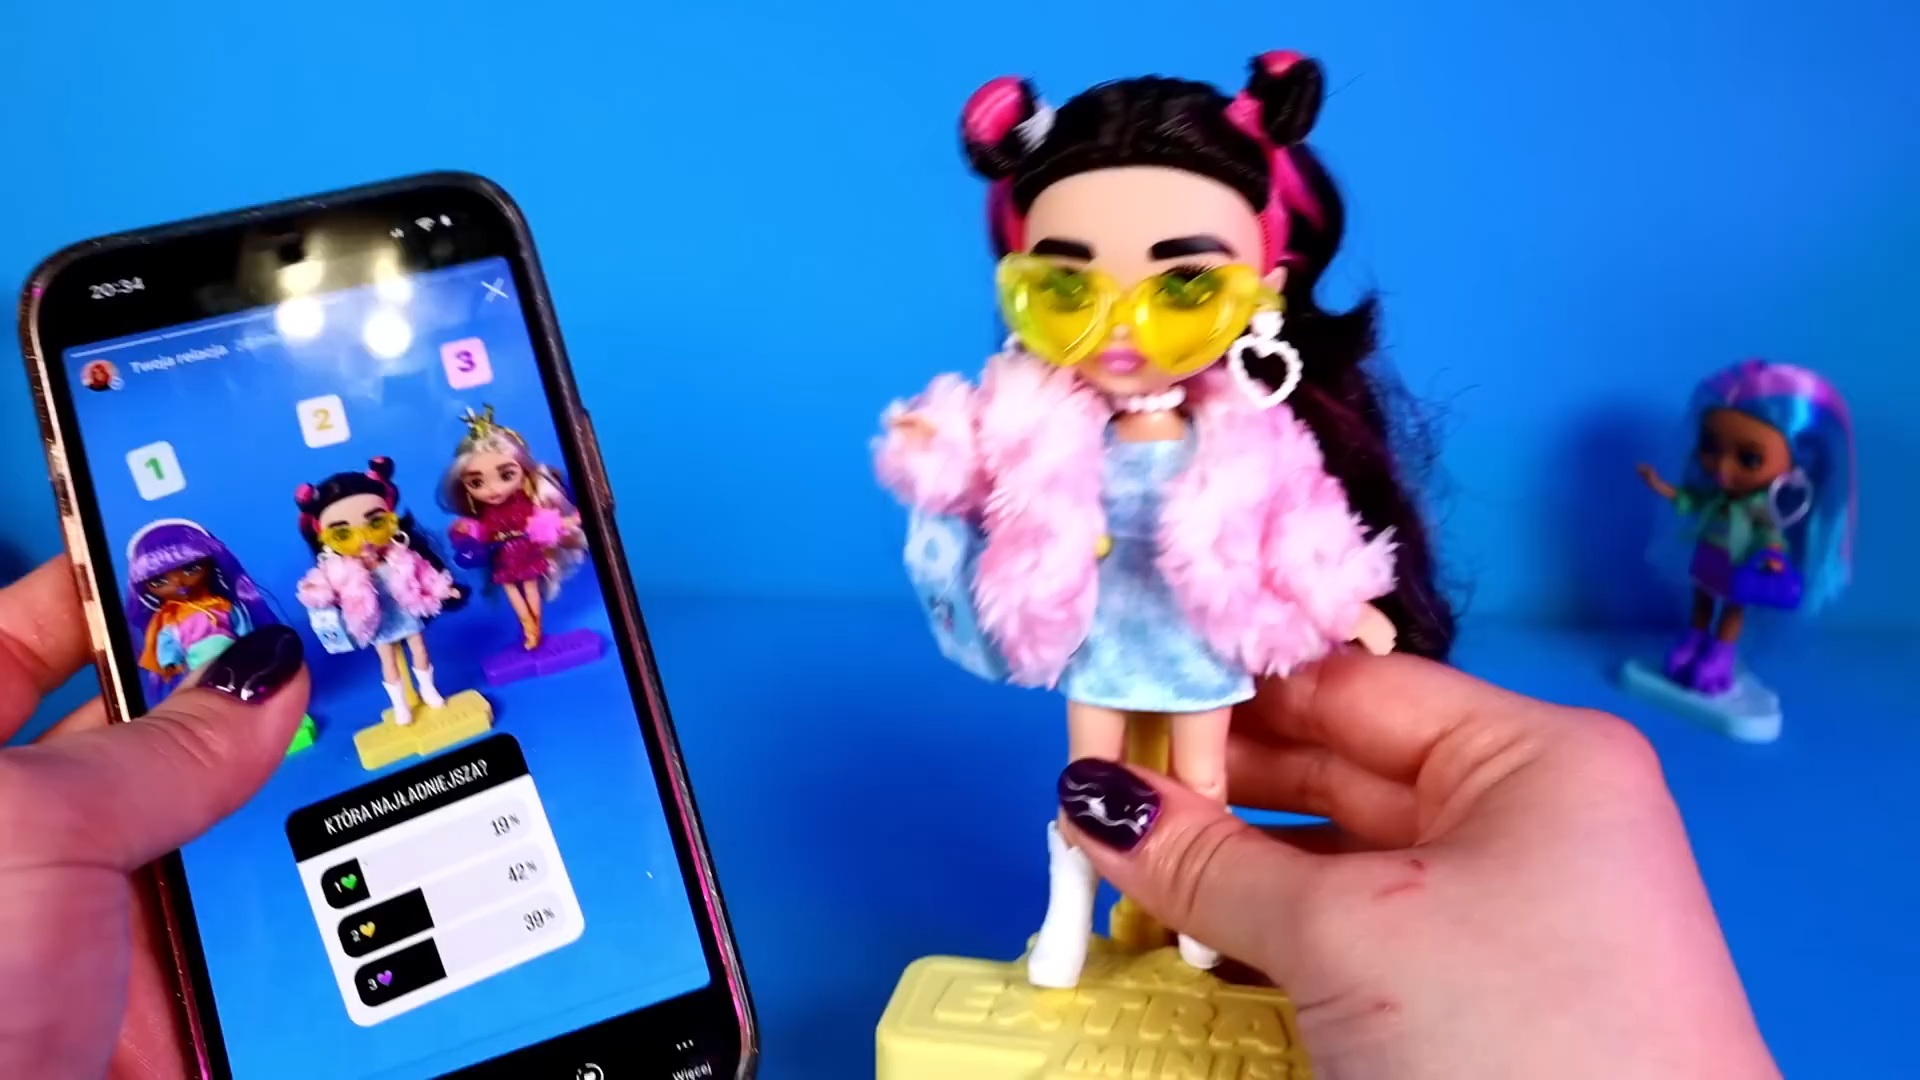 20:34
Twoja relacja
3
2
1
KTÓRA NAJŁADNIEJSZA?
1💚 19%
2💛 42%
3💜 39%
Więcej
EXTRA
MINIS